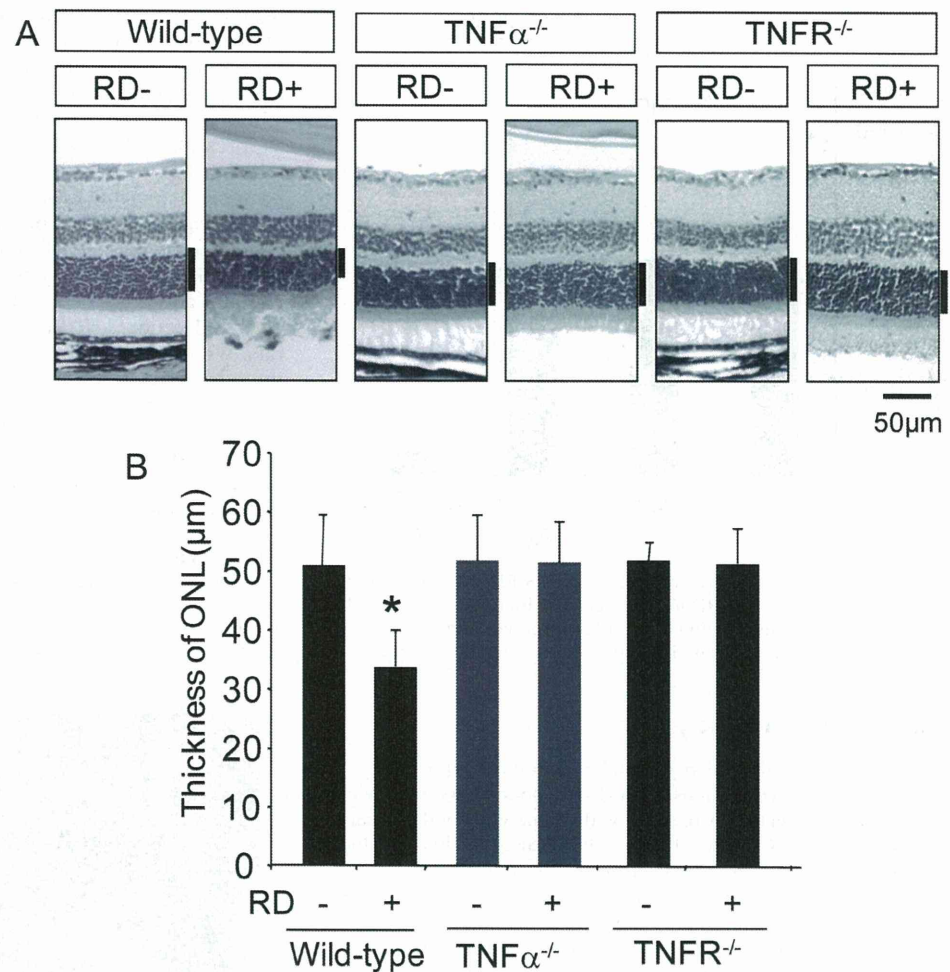 A
Wild-type TNFα-/- TNFR-/-
RD- RD+ RD- RD+ RD- RD+
50µm
B
Thickness of ONL (µm)
70
60
50
40
30
20
10
0
*
RD - + - + - +
Wild-type TNFα-/- TNFR-/-